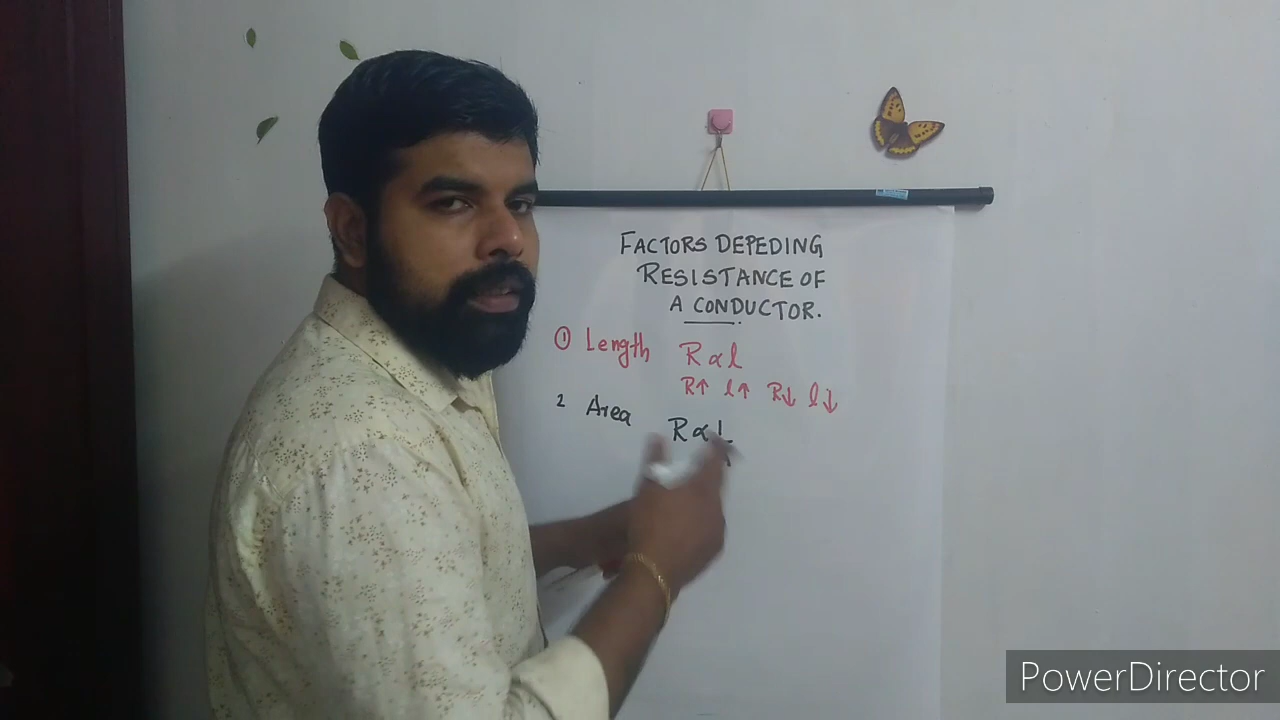 FACTORS DEPEDING
RESISTANCE OF
A CONDUCTOR.
① Length R ∝ l
R↑ l↑ R↓ l↓
2 Area R ∝
PowerDirector